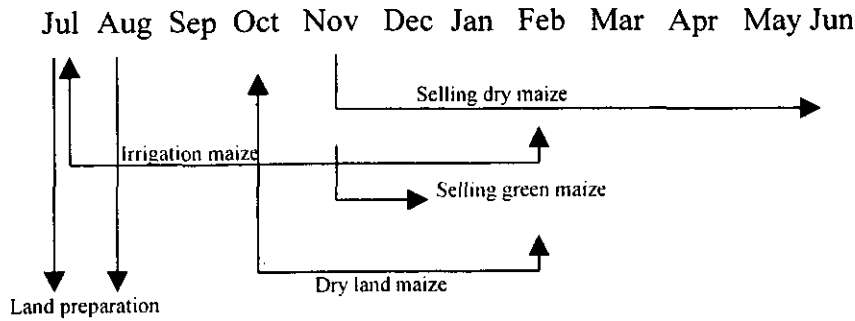 Jul Aug Sep Oct Nov Dec Jan Feb Mar Apr May Jun
Selling dry maize
Irrigation maize
Selling green maize
Dry land maize
Land preparation